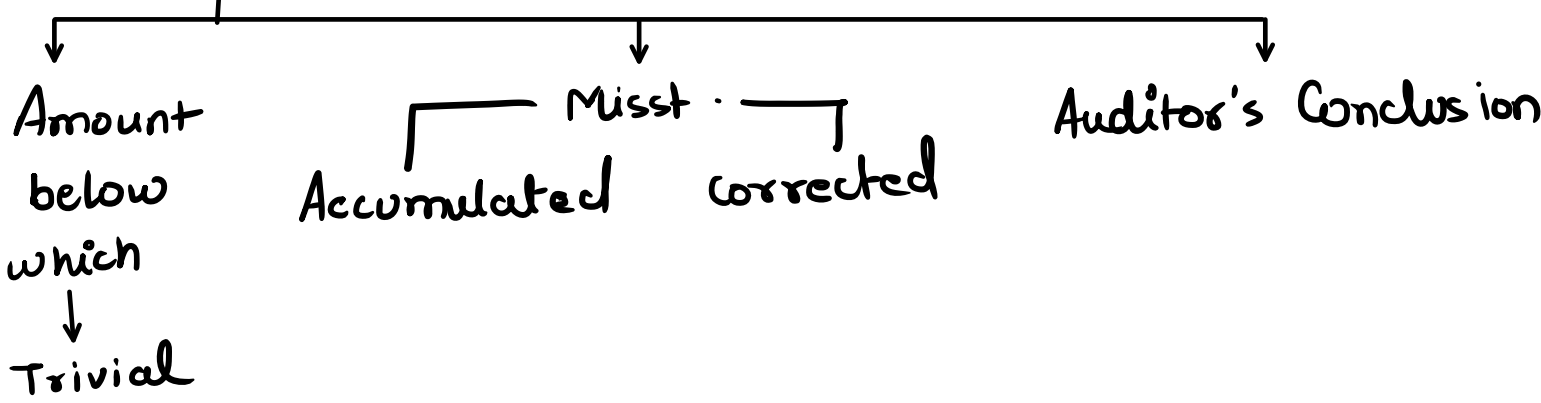 Amount
below
which
Trivial
Misst.
Accumulated corrected
Auditor's Conclusion